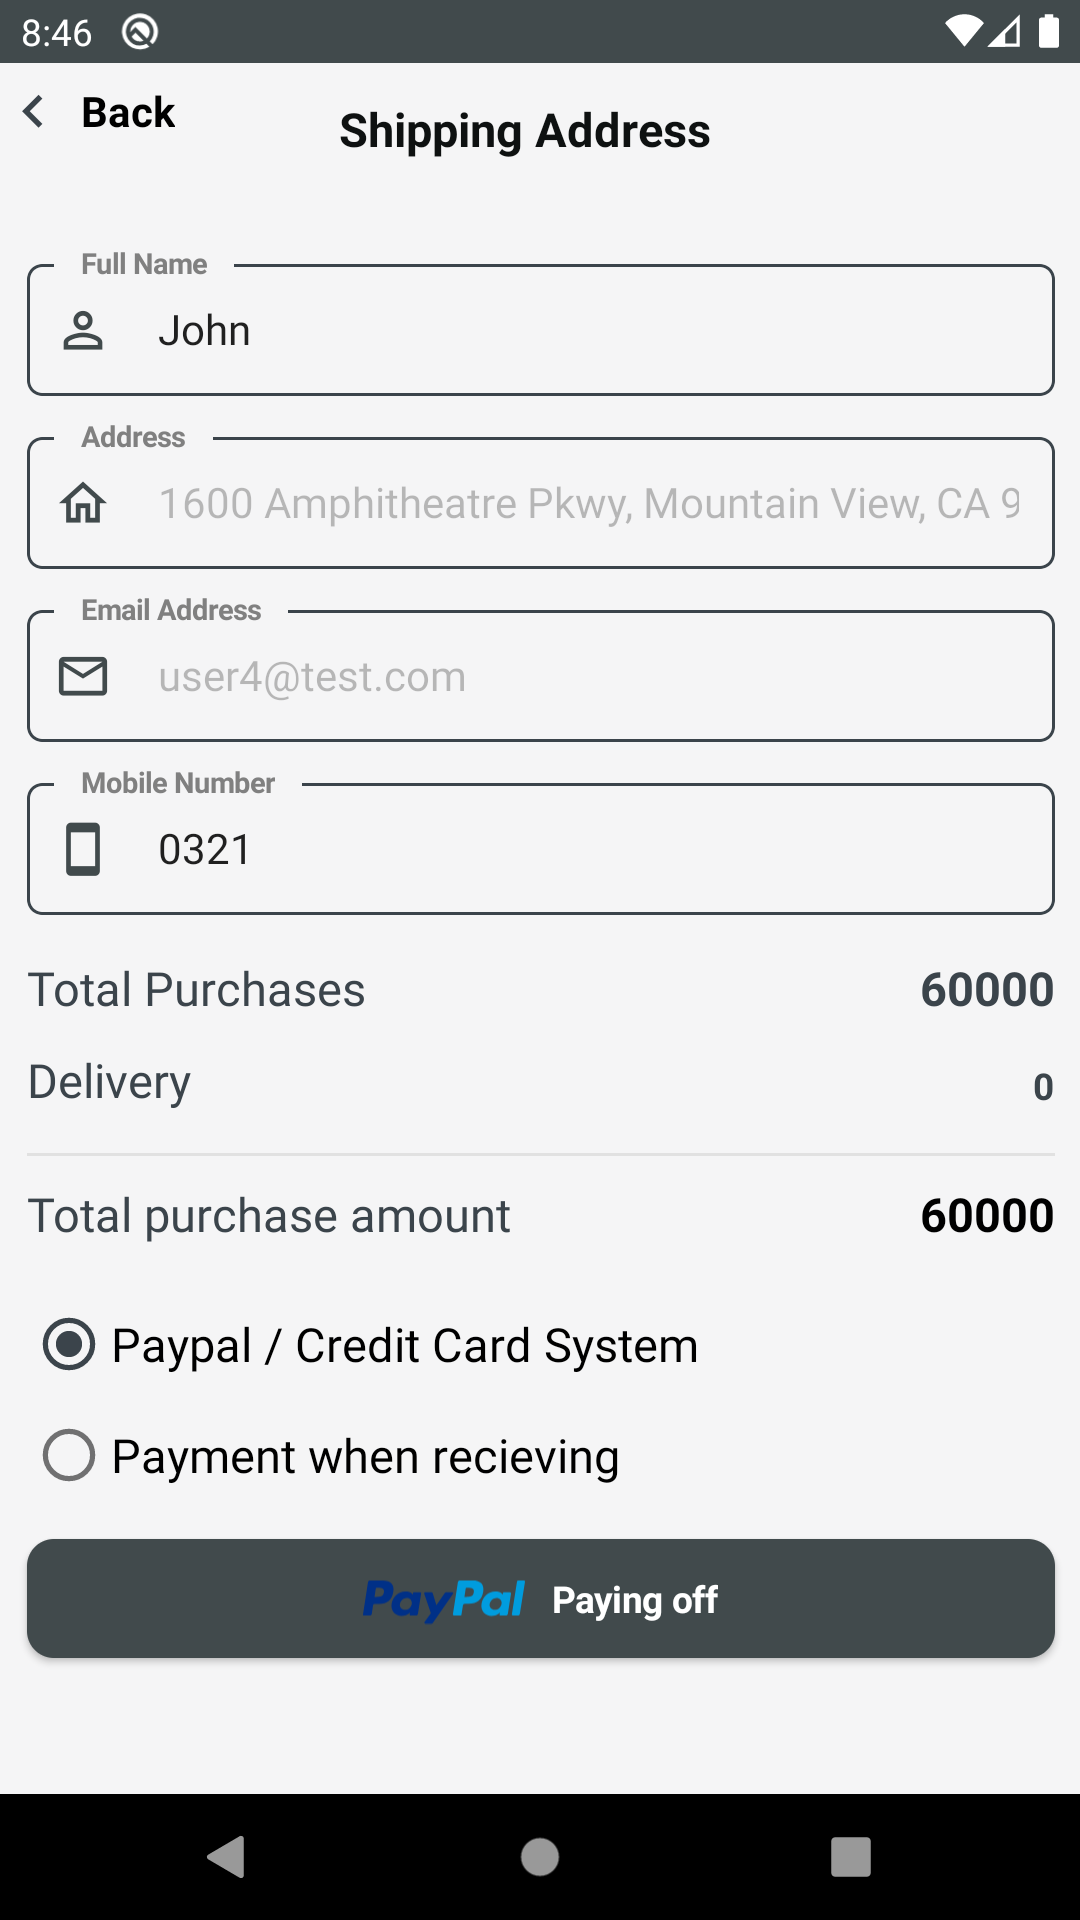 8:46
Back
Shipping Address
Full Name
John
Address
1600 Amphitheatre Pkwy, Mountain View, CA 9
Email Address
user4@test.com
Mobile Number
0321
Total Purchases 60000
Delivery 0
Total purchase amount 60000
Paypal / Credit Card System
Payment when recieving
PayPal Paying off